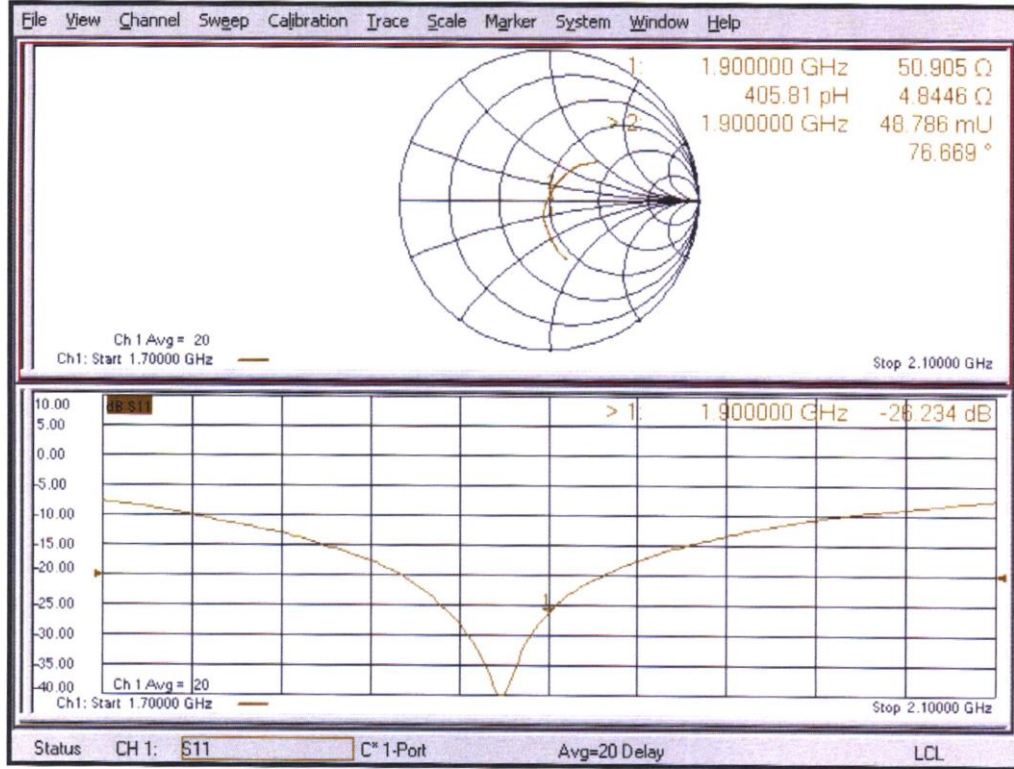 File View Channel Sweep Calibration Trace Scale Marker System Window Help
1: 1.900000 GHz 50.905 Ω
405.81 pH 4.8446 Ω
> 2: 1.900000 GHz 48.786 mU
76.669 °
Ch 1 Avg = 20
Ch1: Start 1.70000 GHz
Stop 2.10000 GHz
10.00 dB S11 > 1: 1.900000 GHz -26.234 dB
5.00
0.00
-5.00
-10.00
-15.00
-20.00
-25.00 1
-30.00
-35.00
-40.00 Ch 1 Avg = 20
Ch1: Start 1.70000 GHz
Stop 2.10000 GHz
Status CH 1: S11 C* 1-Port Avg=20 Delay LCL